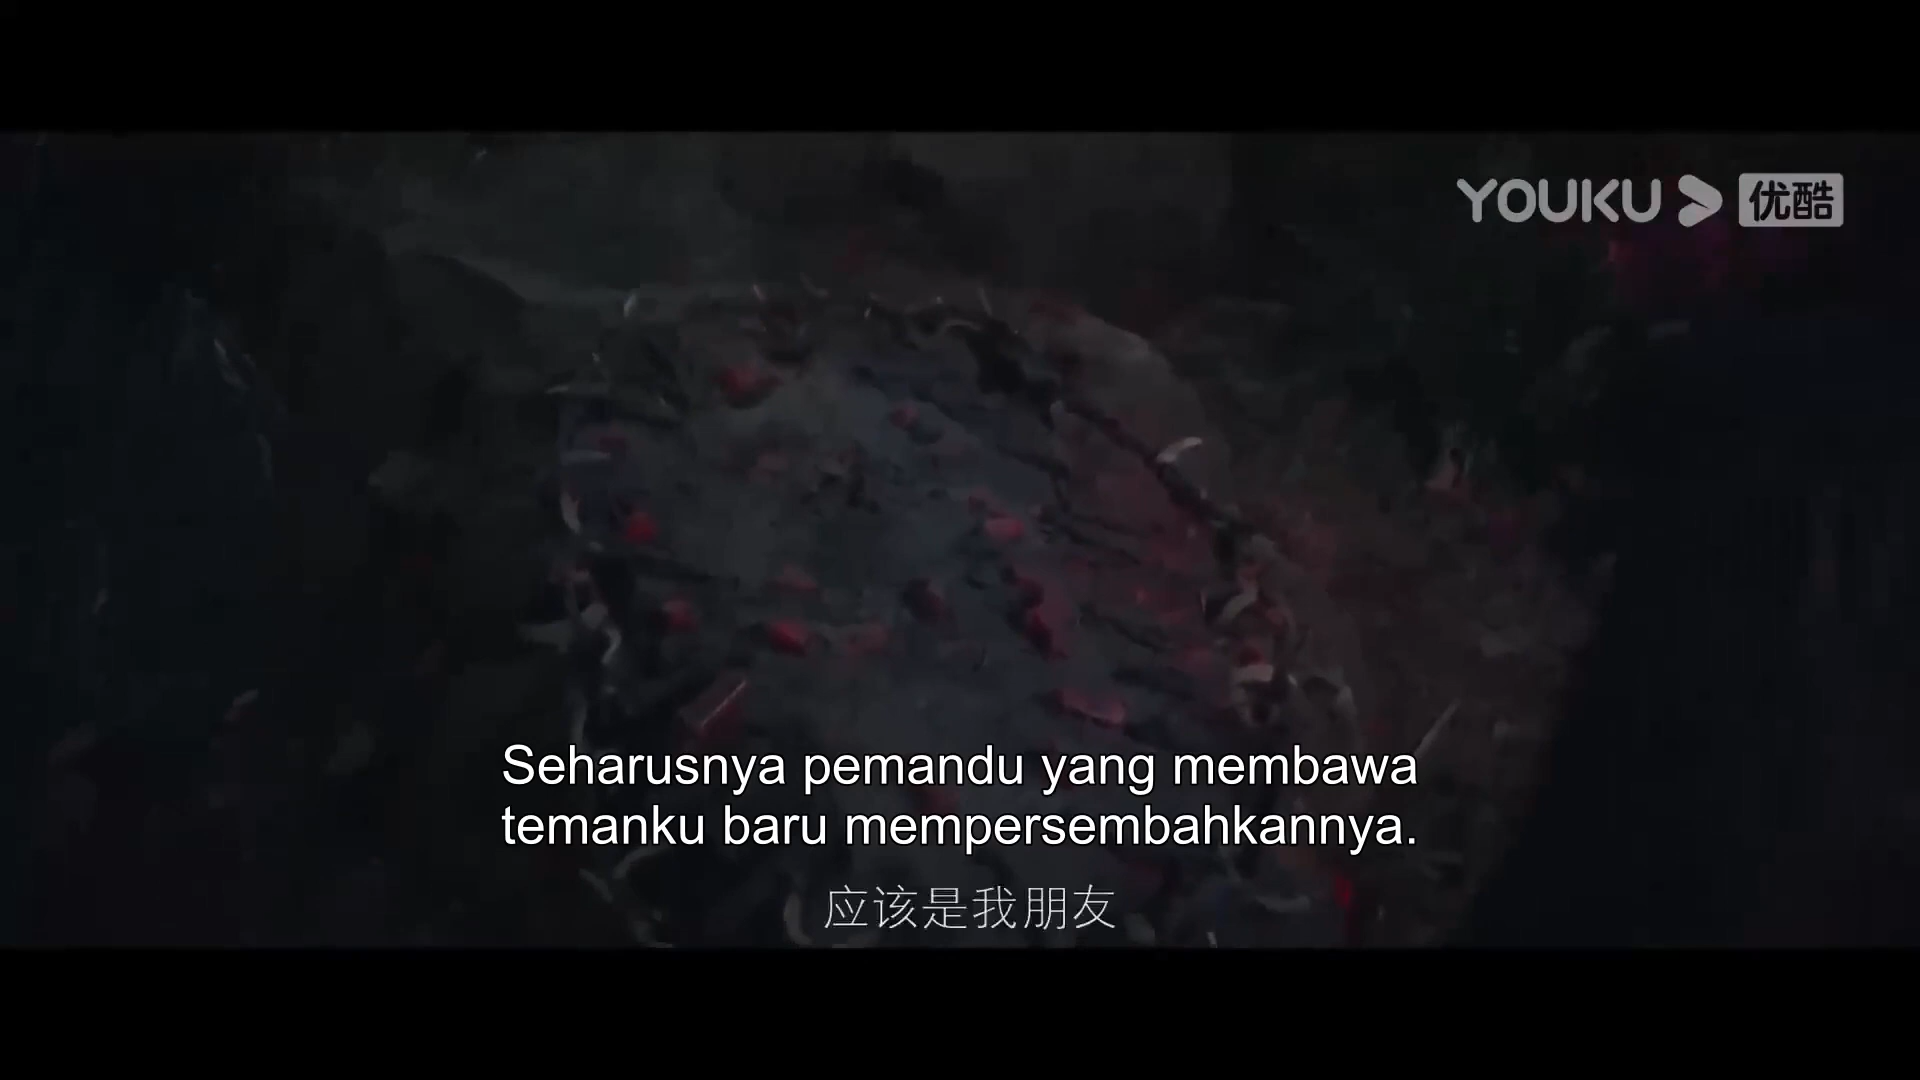 YOUKU 优酷
Seharusnya pemandu yang membawa
temanku baru mempersembahkannya.
应该是我朋友